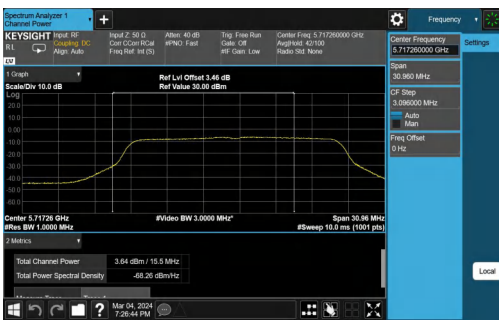 Spectrum Analyzer 1
Channel Power
+
Frequency
KEYSIGHT
R L
Input: RF
Coupling: DC
Align: Auto
Input Z: 50 Ω
Corr CCorr RCal
Freq Ref: Int (S)
Atten: 40 dB
#PNO: Fast
Trig: Free Run
Gate: Off
#IF Gain: Low
Center Freq: 5.717260000 GHz
Avg|Hold: 42/100
Radio Std: None
Center Frequency
5.717260000 GHz
Settings
Span
30.960 MHz
CF Step
3.096000 MHz
Auto
Man
Freq Offset
0 Hz
Local
1 Graph
Scale/Div 10.0 dB
Ref Lvl Offset 3.46 dB
Ref Value 30.00 dBm
Log
20.0
10.0
0.00
-10.0
-20.0
-30.0
-40.0
-50.0
-60.0
Center 5.71726 GHz
#Res BW 1.0000 MHz
#Video BW 3.0000 MHz*
Span 30.96 MHz
#Sweep 10.0 ms (1001 pts)
2 Metrics
Total Channel Power
3.64 dBm / 15.5 MHz
Total Power Spectral Density
-68.26 dBm/Hz
?
Mar 04, 2024
7:26:44 PM